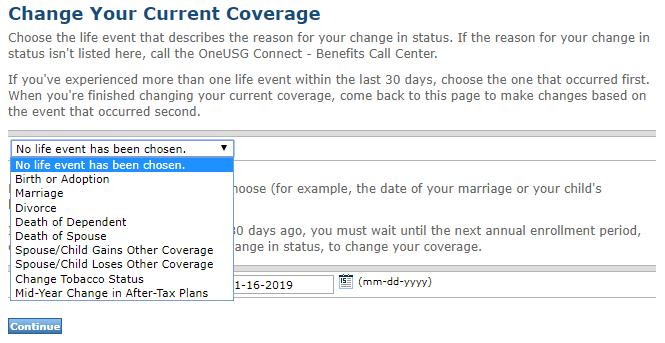 Change Your Current Coverage
Choose the life event that describes the reason for your change in status. If the reason for your change in
status isn't listed here, call the OneUSG Connect - Benefits Call Center.
If you've experienced more than one life event within the last 30 days, choose the one that occurred first.
When you're finished changing your current coverage, come back to this page to make changes based on
the event that occurred second.
No life event has been chosen.
No life event has been chosen.
Birth or Adoption
Marriage
hoose (for example, the date of your marriage or your child's
Divorce
Death of Dependent
Death of Spouse
30 days ago, you must wait until the next annual enrollment period,
Spouse/Child Gains Other Coverage
ange in status, to change your coverage.
Spouse/Child Loses Other Coverage
Change Tobacco Status
Mid-Year Change in After-Tax Plans
1-16-2019 (mm-dd-yyyy)
Continue